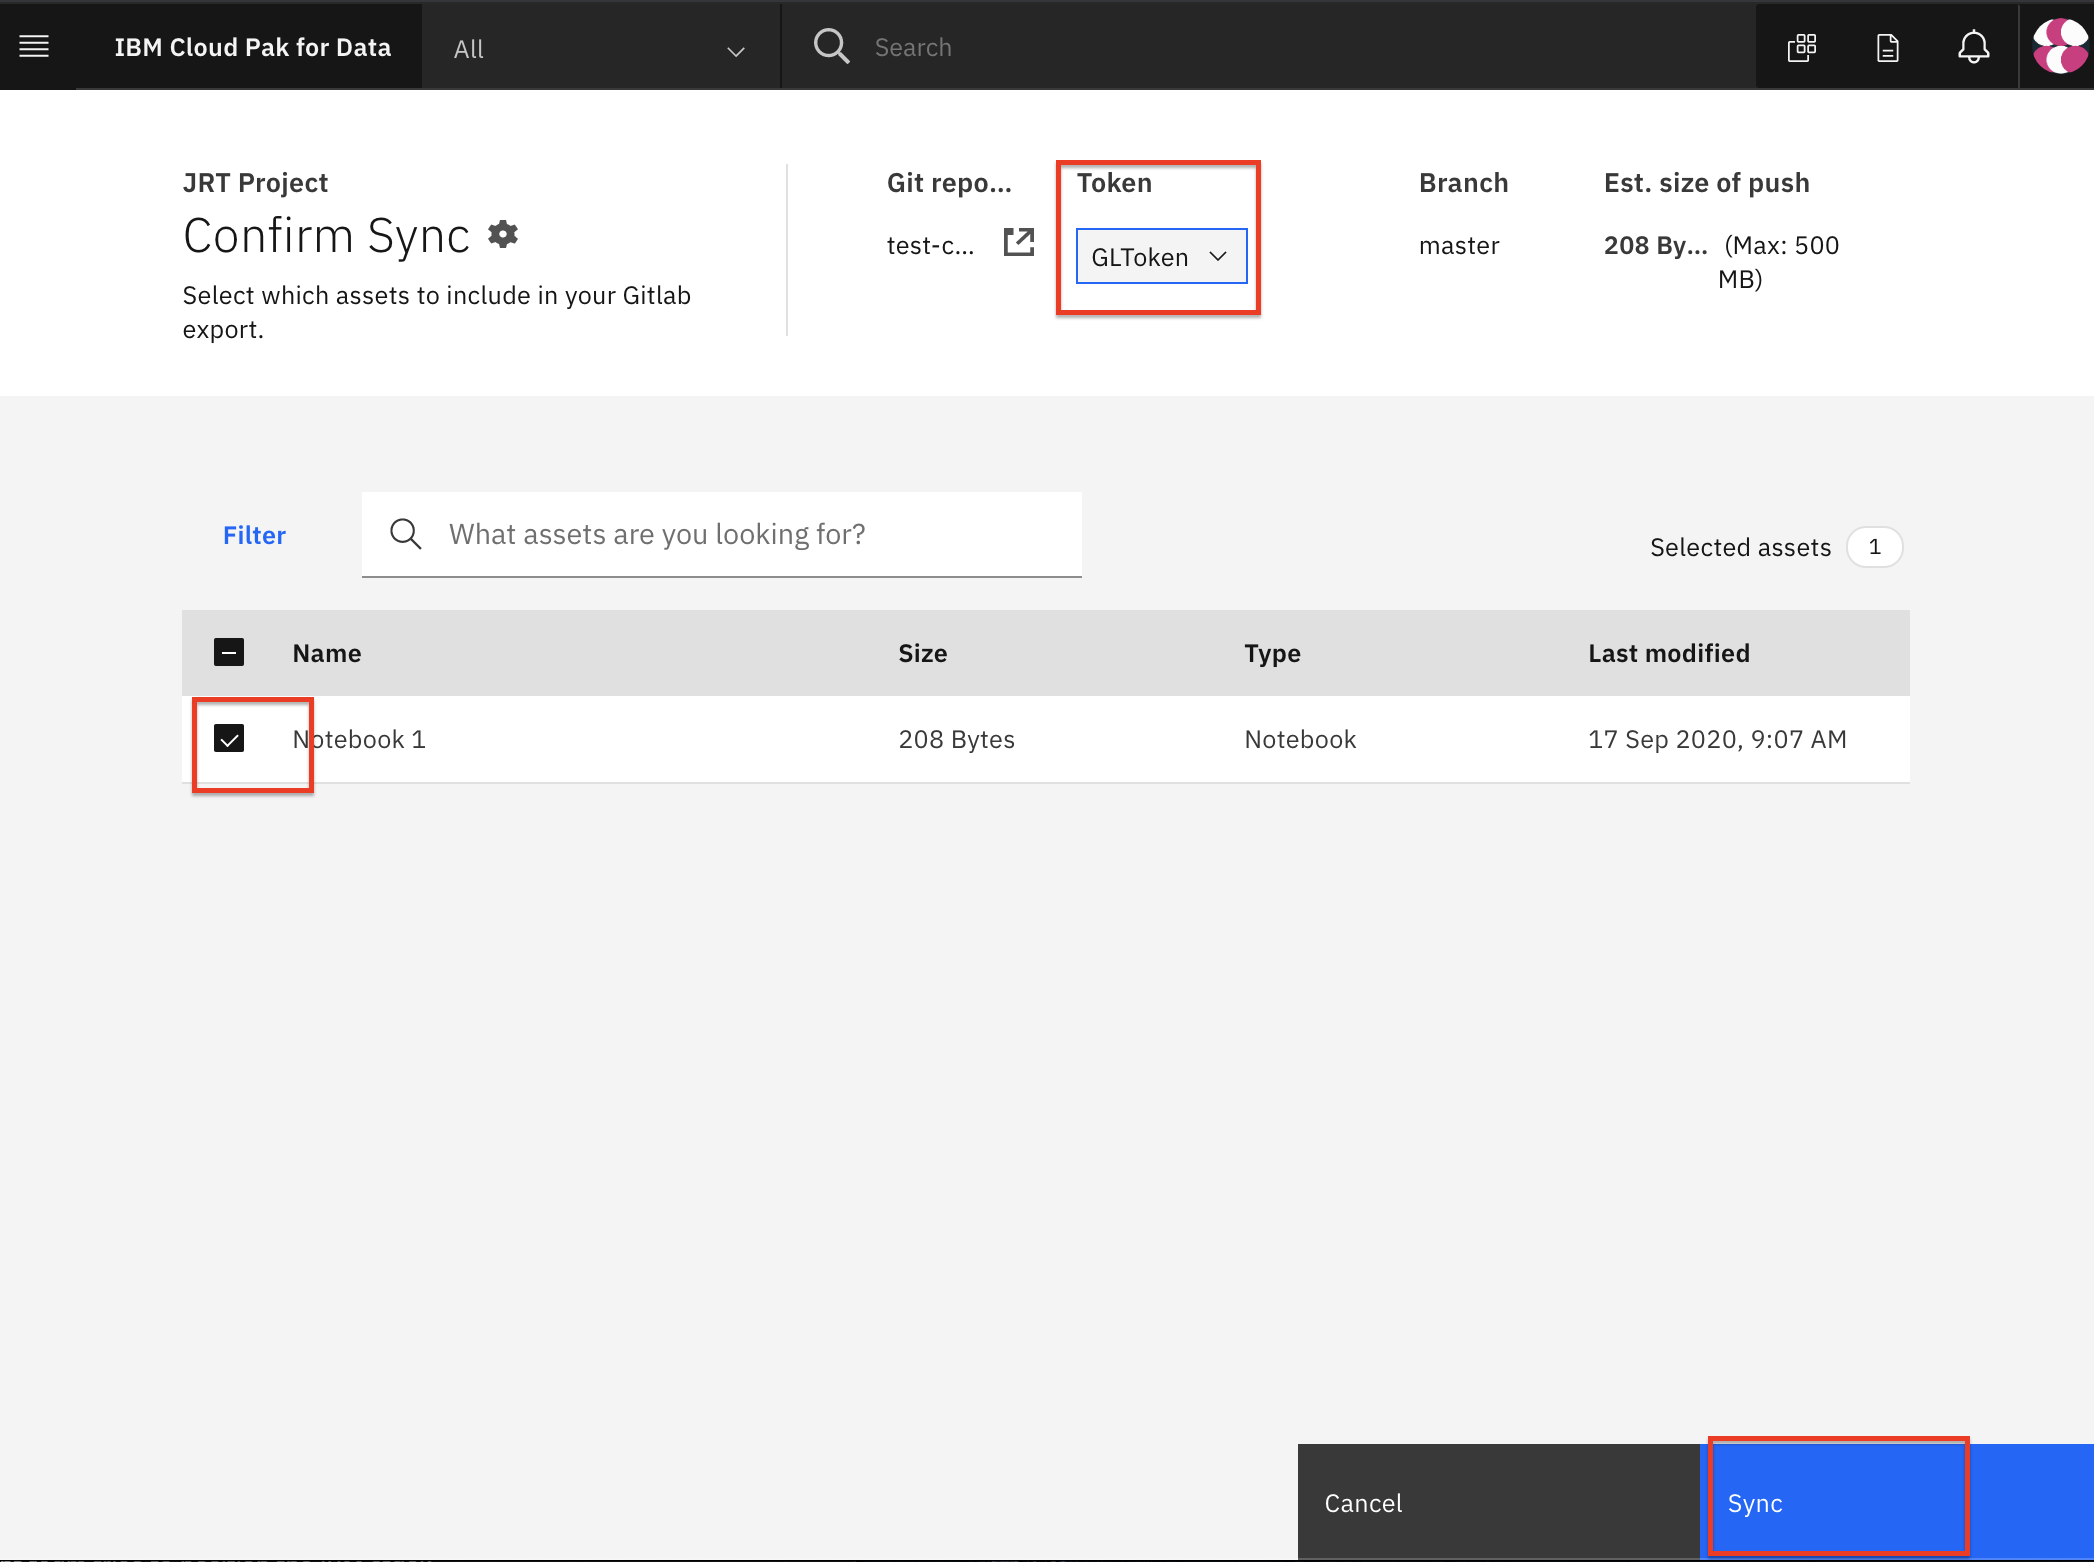 IBM Cloud Pak for Data
All
Search
JRT Project
Confirm Sync
Select which assets to include in your Gitlab
export.
Git repo...
test-c...
Token
GLToken
Branch
master
Est. size of push
208 By... (Max: 500
MB)
Filter
What assets are you looking for?
Selected assets 1
Name Size Type Last modified
Notebook 1 208 Bytes Notebook 17 Sep 2020, 9:07 AM
Cancel
Sync